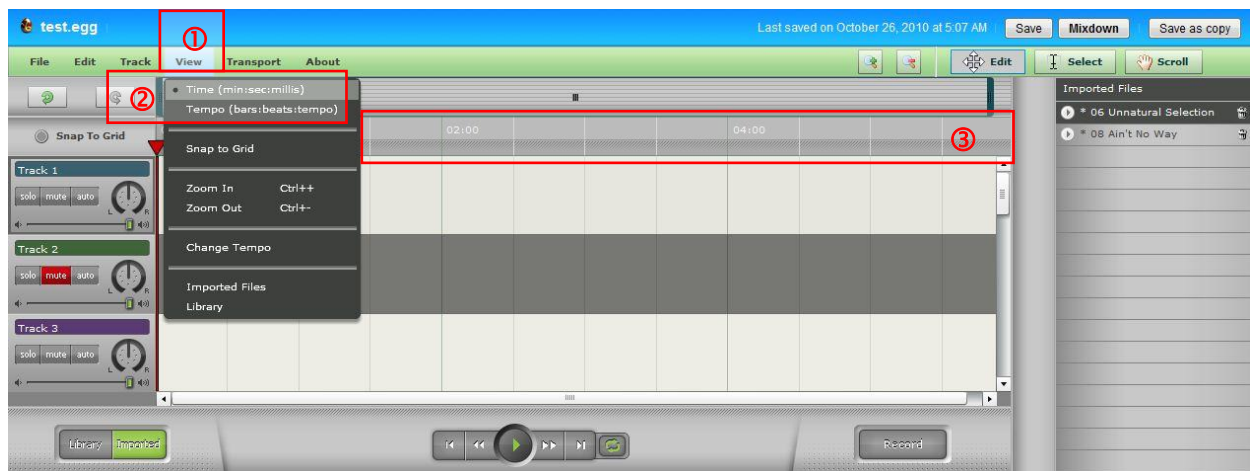 test.egg
Last saved on October 26, 2010 at 5:07 AM
Save
Mixdown
Save as copy
①
File Edit Track View Transport About
Edit
Select
Scroll
②
Time (min:sec:millis)
Tempo (bars:beats:tempo)
Snap to Grid
Zoom In Ctrl++
Zoom Out Ctrl+-
Change Tempo
Imported Files
Library
Snap To Grid
02:00
04:00
③
Track 1
solo mute auto
L R
Track 2
solo mute auto
L R
Track 3
solo mute auto
L R
Imported Files
* 06 Unnatural Selection
* 08 Ain't No Way
Library Imported
Record